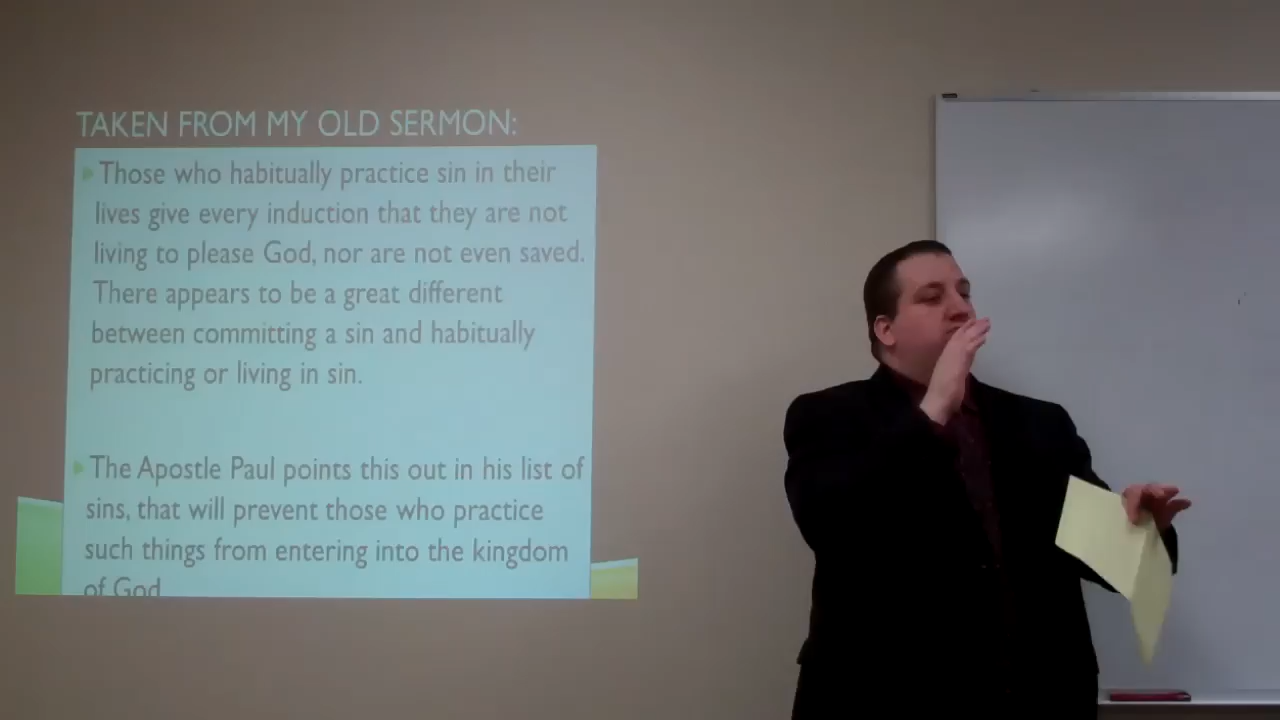 TAKEN FROM MY OLD SERMON:
Those who habitually practice sin in their
lives give every induction that they are not
living to please God, nor are not even saved.
There appears to be a great different
between committing a sin and habitually
practicing or living in sin.
The Apostle Paul points this out in his list of
sins, that will prevent those who practice
such things from entering into the kingdom
of God